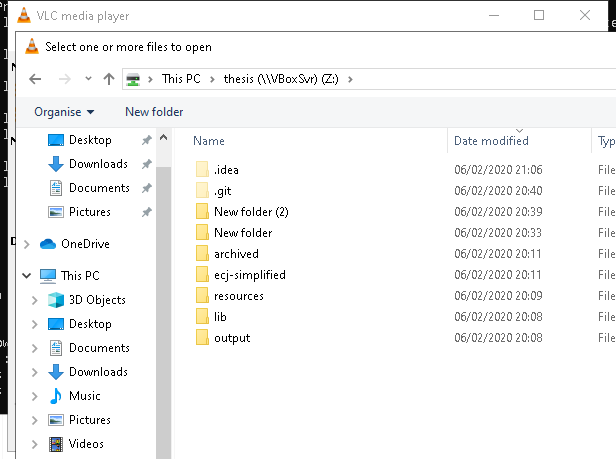 VLC media player
Select one or more files to open
This PC > thesis (\\VBoxSvr) (Z:) >
Organise New folder
Name Date modified Typ
Desktop
Downloads
Documents
Pictures
OneDrive
This PC
3D Objects
Desktop
Documents
Downloads
Music
Pictures
Videos
.idea 06/02/2020 21:06 File
.git 06/02/2020 20:40 File
New folder (2) 06/02/2020 20:39 File
New folder 06/02/2020 20:33 File
archived 06/02/2020 20:11 File
ecj-simplified 06/02/2020 20:11 File
resources 06/02/2020 20:09 File
lib 06/02/2020 20:08 File
output 06/02/2020 20:08 File